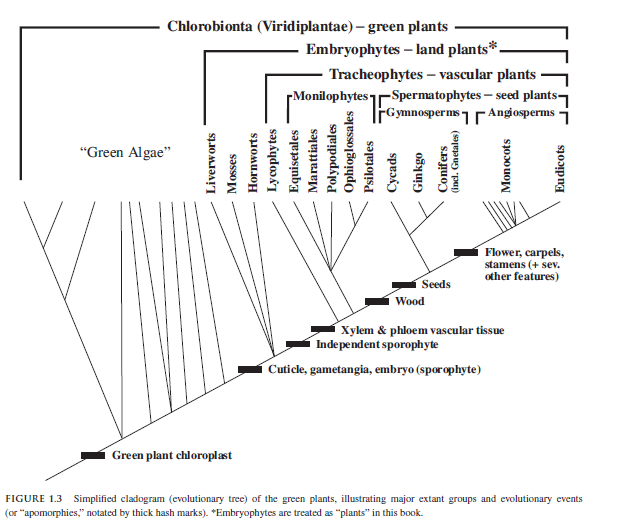 Chlorobionta (Viridiplantae) – green plants
Embryophytes – land plants*
Tracheophytes – vascular plants
Monilophytes
Spermatophytes – seed plants
Gymnosperms
Angiosperms
"Green Algae"
Liverworts
Mosses
Hornworts
Lycophytes
Equisetales
Marattiales
Polypodiales
Ophioglossales
Psilotales
Cycads
Ginkgo
Conifers
(incl. Gnetales)
Monocots
Eudicots
Flower, carpels,
stamens (+ sev.
other features)
Seeds
Wood
Xylem & phloem vascular tissue
Independent sporophyte
Cuticle, gametangia, embryo (sporophyte)
Green plant chloroplast
FIGURE 1.3 Simplified cladogram (evolutionary tree) of the green plants, illustrating major extant groups and evolutionary events
(or "apomorphies," notated by thick hash marks). *Embryophytes are treated as "plants" in this book.